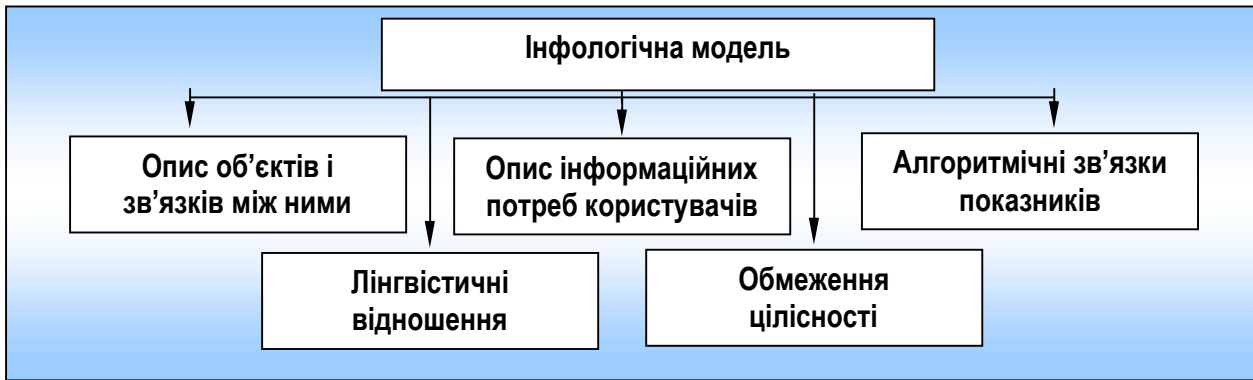 Інфологічна модель
Опис об’єктів і
зв’язків між ними
Опис інформаційних
потреб користувачів
Алгоритмічні зв’язки
показників
Лінгвістичні
відношення
Обмеження
цілісності